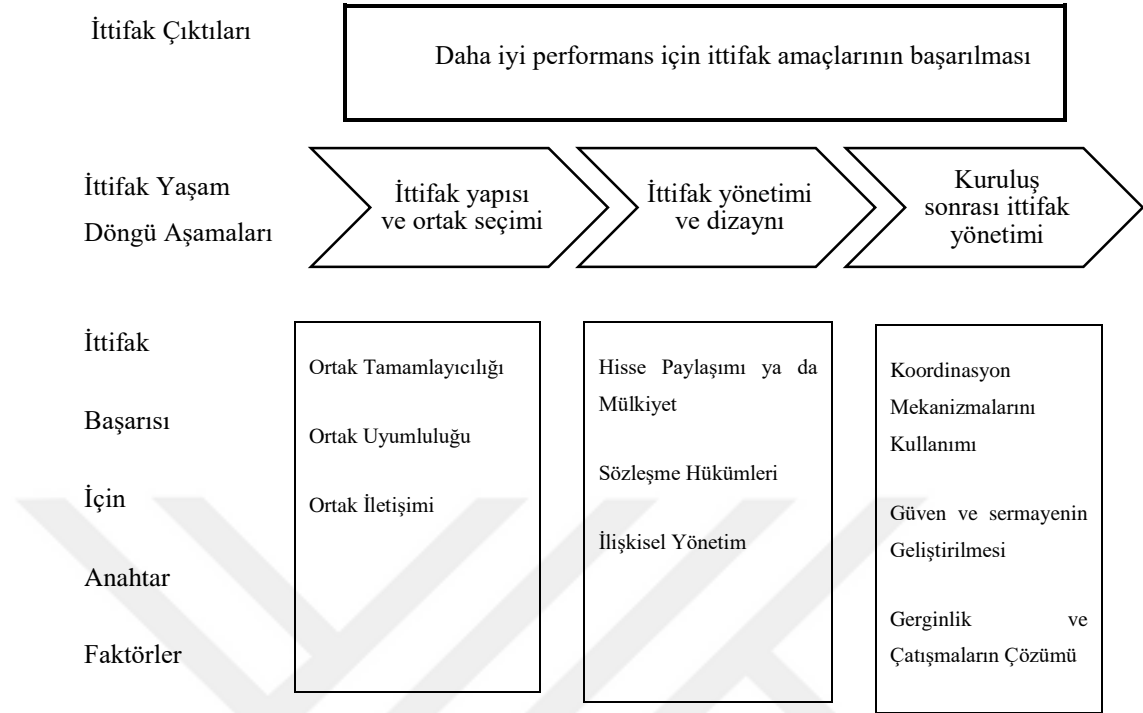 İttifak Çıktıları
Daha iyi performans için ittifak amaçlarının başarılması
İttifak Yaşam
Döngü Aşamaları
İttifak yapısı
ve ortak seçimi
İttifak yönetimi
ve dizaynı
Kuruluş
sonrası ittifak
yönetimi
İttifak
Başarısı
İçin
Anahtar
Faktörler
Ortak Tamamlayıcılığı
Ortak Uyumluluğu
Ortak İletişimi
Hisse Paylaşımı ya da
Mülkiyet
Sözleşme Hükümleri
İlişkisel Yönetim
Koordinasyon
Mekanizmalarını
Kullanımı
Güven ve sermayenin
Geliştirilmesi
Gerginlik ve
Çatışmaların Çözümü